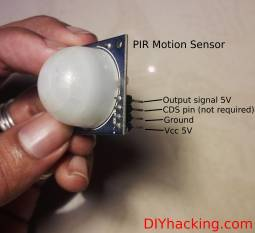 PIR Motion Sensor
Output signal 5V
CDS pin (not required)
Ground
Vcc 5V
DIYhacking.com